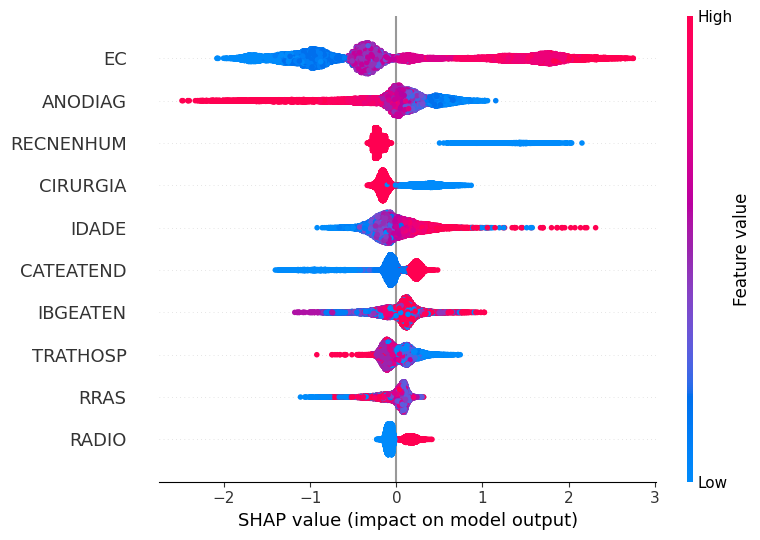 High
EC
ANODIAG
RECNENHUM
CIRURGIA
IDADE
CATEATEND
IBGEATEN
TRATHOSP
RRAS
RADIO
Feature value
Low
−2 −1 0 1 2 3
SHAP value (impact on model output)